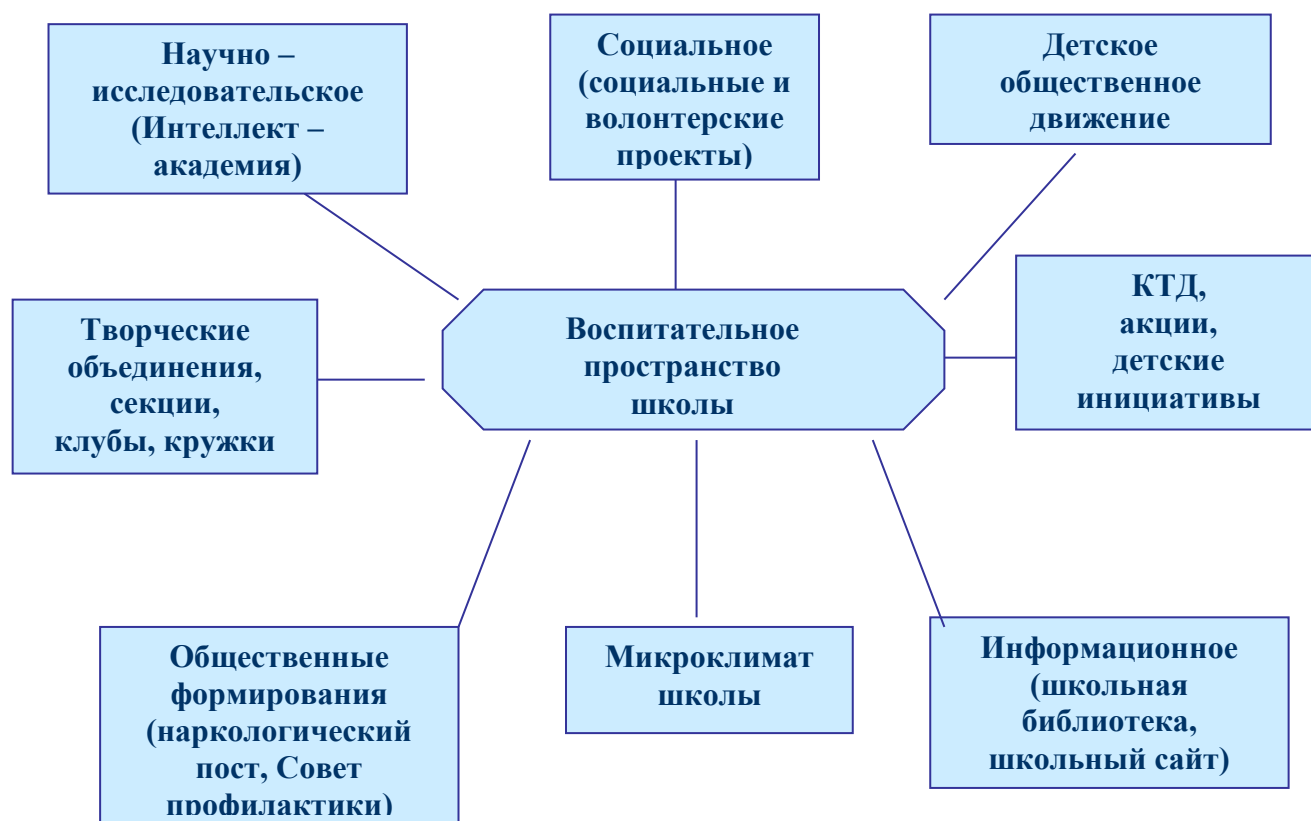 Научно –
исследовательское
(Интеллект –
академия)
Социальное
(социальные и
волонтерские
проекты)
Детское
общественное
движение
Творческие
объединения,
секции,
клубы, кружки
Воспитательное
пространство
школы
КТД,
акции,
детские
инициативы
Общественные
формирования
(наркологический
пост, Совет
профилактики)
Микроклимат
школы
Информационное
(школьная
библиотека,
школьный сайт)